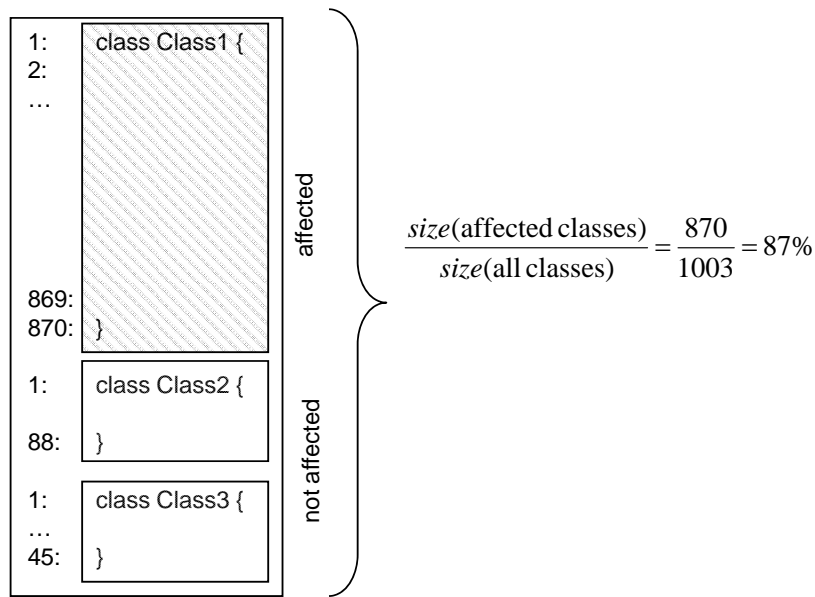 1: class Class1 {
2:
…
869:
870: }
1: class Class2 {
88: }
1: class Class3 {
…
45: }
affected
not affected
size(affected classes) / size(all classes) = 870 / 1003 = 87%